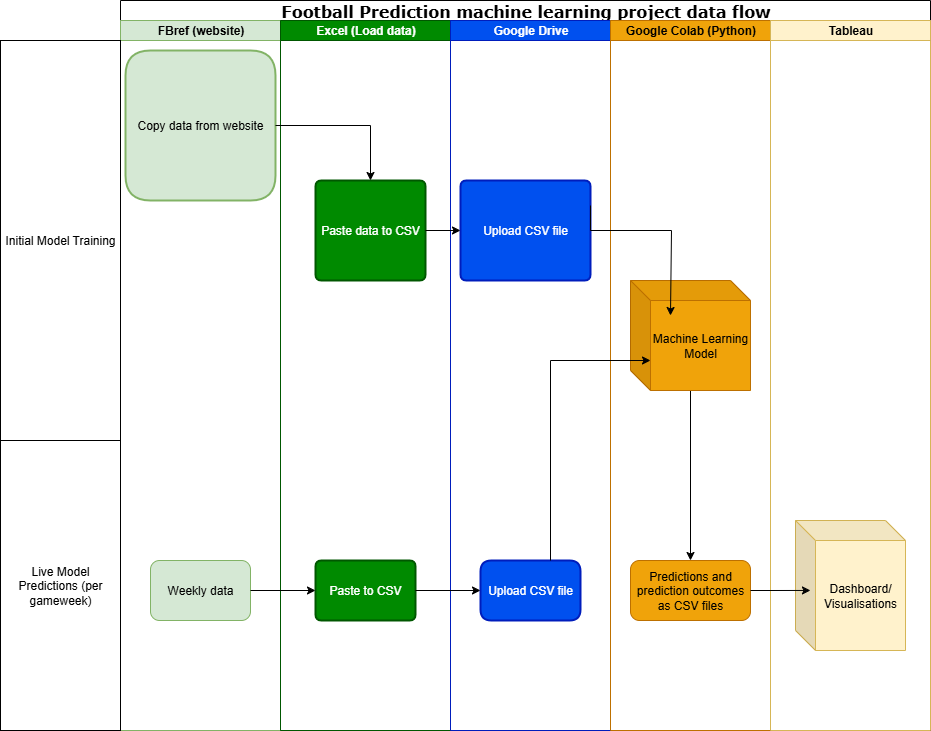 Football Prediction machine learning project data flow
FBref (website)
Excel (Load data)
Google Drive
Google Colab (Python)
Tableau
Initial Model Training
Copy data from website
Paste data to CSV
Upload CSV file
Machine Learning
Model
Live Model
Predictions (per
gameweek)
Weekly data
Paste to CSV
Upload CSV file
Predictions and
prediction outcomes
as CSV files
Dashboard/
Visualisations